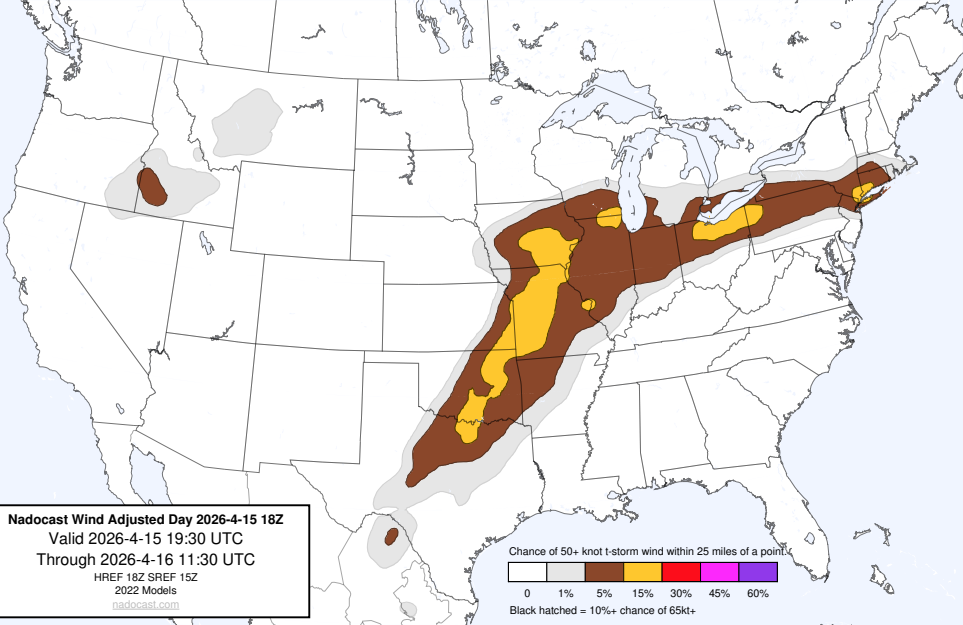 Nadocast Wind Adjusted Day 2026-4-15 18Z
Valid 2026-4-15 19:30 UTC
Through 2026-4-16 11:30 UTC
HREF 18Z SREF 15Z
2022 Models
nadocast.com
Chance of 50+ knot t-storm wind within 25 miles of a point.
0 1% 5% 15% 30% 45% 60%
Black hatched = 10%+ chance of 65kt+